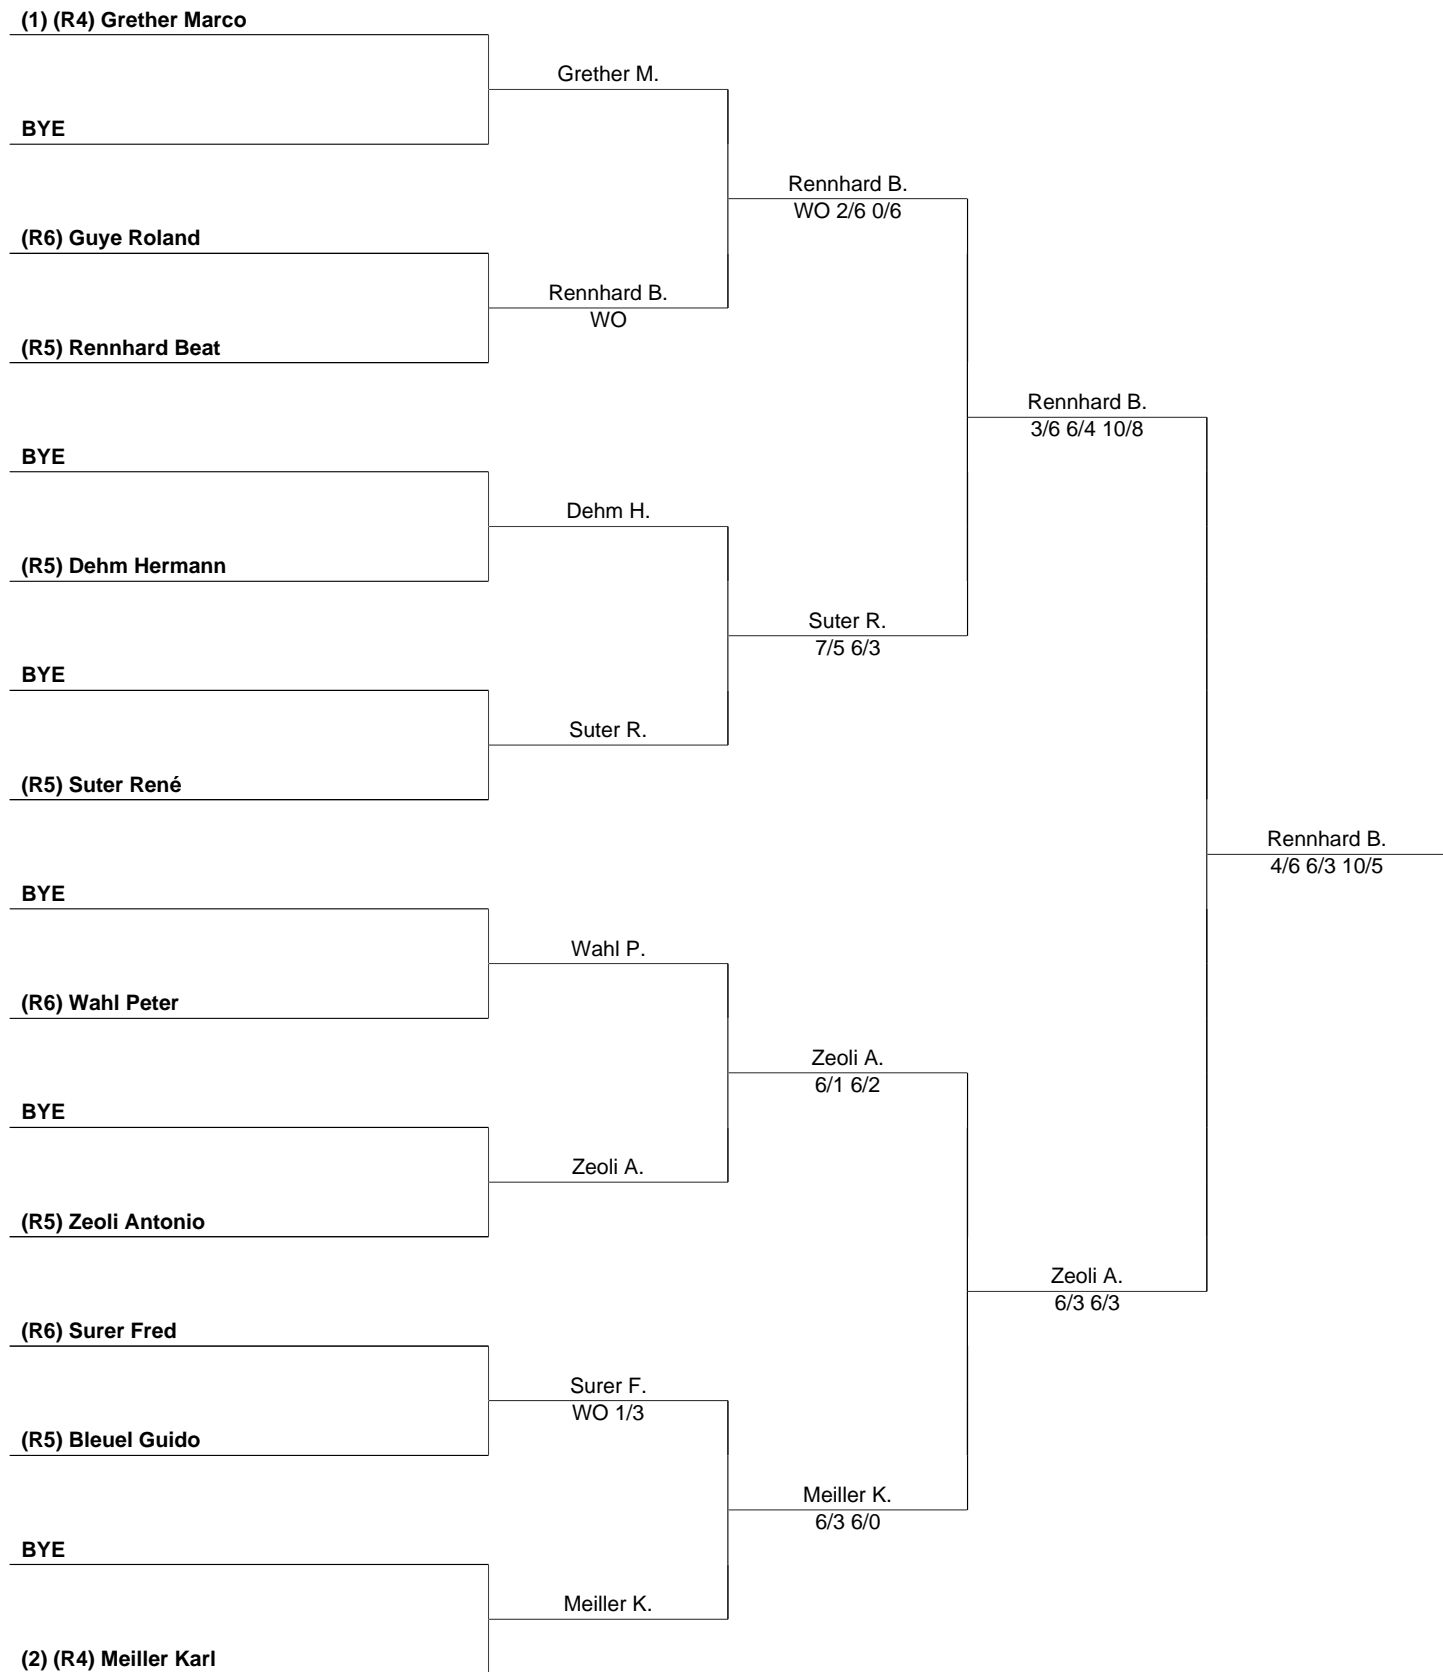 (1) (R4) Grether Marco
Grether M.
BYE
Rennhard B.
WO 2/6 0/6
(R6) Guye Roland
Rennhard B.
WO
(R5) Rennhard Beat
Rennhard B.
3/6 6/4 10/8
BYE
Dehm H.
(R5) Dehm Hermann
Suter R.
7/5 6/3
BYE
Suter R.
(R5) Suter René
Rennhard B.
4/6 6/3 10/5
BYE
Wahl P.
(R6) Wahl Peter
Zeoli A.
6/1 6/2
BYE
Zeoli A.
(R5) Zeoli Antonio
Zeoli A.
6/3 6/3
(R6) Surer Fred
Surer F.
WO 1/3
(R5) Bleuel Guido
Meiller K.
6/3 6/0
BYE
Meiller K.
(2) (R4) Meiller Karl